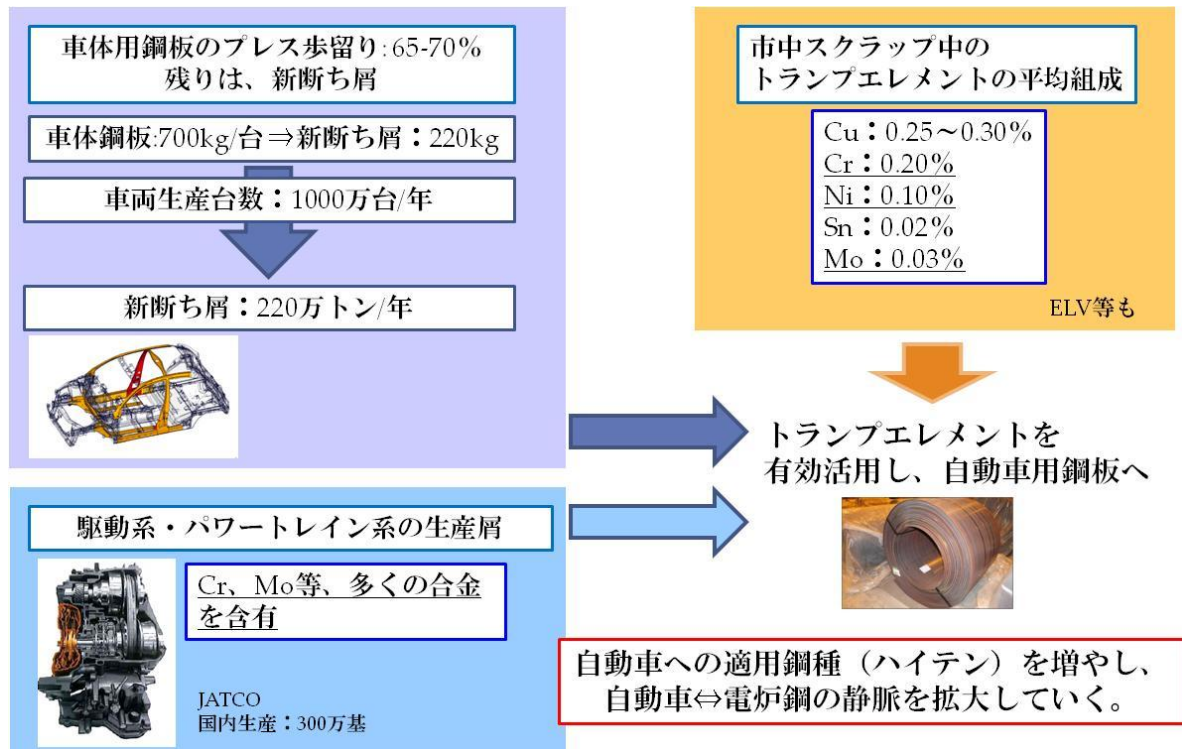 車体用鋼板のプレス歩留り:65-70%
残りは、新断ち屑
車体鋼板:700kg/台⇒新断ち屑：220kg
車両生産台数：1000万台/年
新断ち屑：220万トン/年
市中スクラップ中の
トランプエレメントの平均組成
Cu：0.25～0.30%
Cr：0.20%
Ni：0.10%
Sn：0.02%
Mo：0.03%
ELV等も
トランプエレメントを
有効活用し、自動車用鋼板へ
駆動系・パワートレイン系の生産屑
Cr、Mo等、多くの合金
を含有
JATCO
国内生産：300万基
自動車への適用鋼種（ハイテン）を増やし、
自動車⇔電炉鋼の静脈を拡大していく。